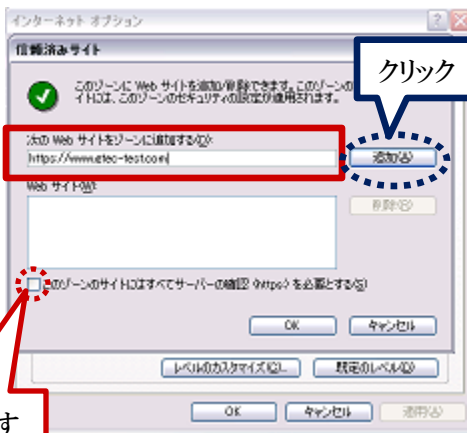 インターネット オプション
信頼済みサイト
クリック
このゾーンに Web サイトを追加/削除できます。このゾーンの
イトには、このゾーンのセキュリティの設定が適用されます。
次の Web サイトをゾーンに追加する(D):
https://www.etec-test.com
追加(A)
Web サイト(W):
削除(R)
このゾーンのサイトにはすべてサーバーの確認 (https:) を必要とする(S)
OK
キャンセル
レベルのカスタマイズ(C)...
既定のレベル(D)
す
OK
キャンセル
適用(A)